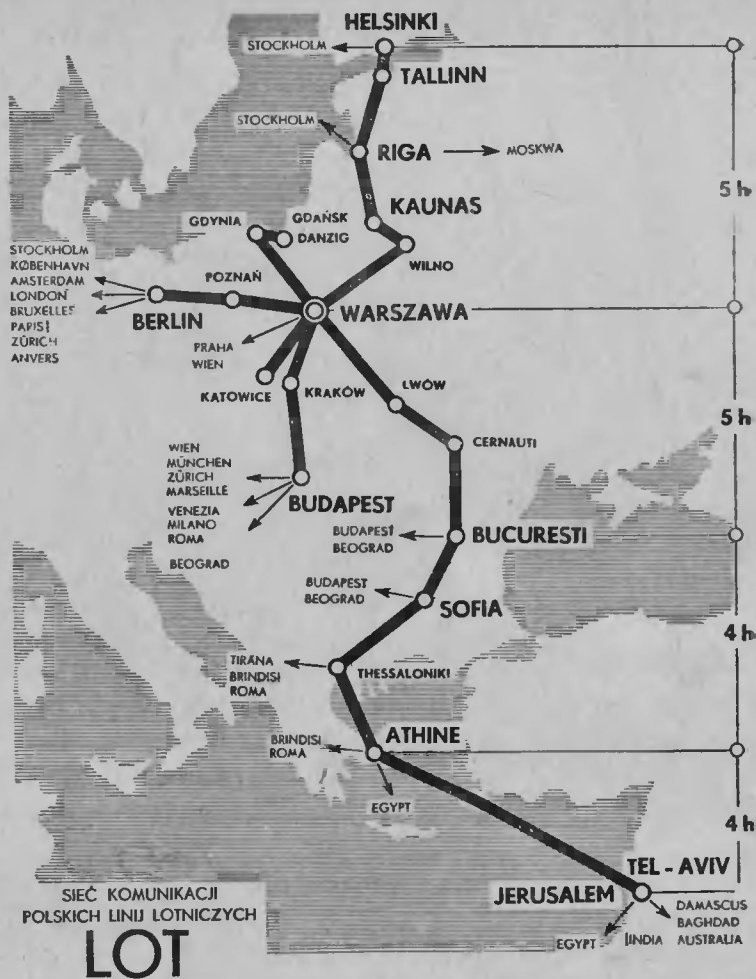 HELSINKI
STOCKHOLM
TALLINN
STOCKHOLM
RIGA
MOSKWA
5 h
KAUNAS
GDYNIA
GDAŃSK
DANZIG
WILNO
STOCKHOLM
KØBENHAVN
AMSTERDAM
LONDON
BRUXELLES
PARIS
ZÜRICH
ANVERS
POZNAŃ
BERLIN
WARSZAWA
PRAHA
WIEN
KATOWICE
KRAKÓW
LWÓW
5 h
CERNAUTI
WIEN
MÜNCHEN
ZÜRICH
MARSEILLE
VENEZIA
MILANO
ROMA
BEOGRAD
BUDAPEST
BUDAPEST
BEOGRAD
BUCURESTI
BUDAPEST
BEOGRAD
SOFIA
4 h
TIRANA
BRINDISI
ROMA
THESSALONIKI
BRINDISI
ROMA
ATHINE
EGYPT
4 h
TEL - AVIV
JERUSALEM
DAMASCUS
BAGHDAD
AUSTRALIA
EGYPT
INDIA
SIEĆ KOMUNIKACJI
POLSKICH LINIJ LOTNICZYCH
LOT